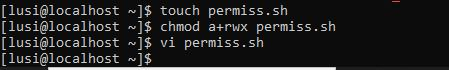 [lusi@localhost ~]$ touch permiss.sh
[lusi@localhost ~]$ chmod a+rwx permiss.sh
[lusi@localhost ~]$ vi permiss.sh
[lusi@localhost ~]$